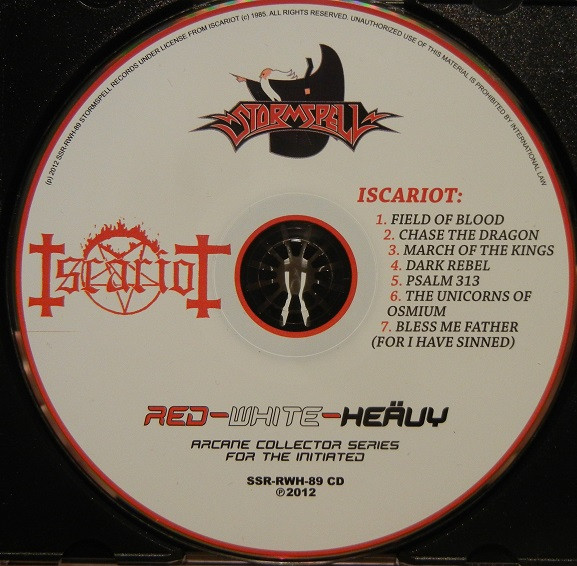 (p) 2012 SSR-RWH-89 STORMSPELL RECORDS UNDER LICENSE FROM ISCARIOT (c) 1985. ALL RIGHTS RESERVED. UNAUTHORIZED USE OF THIS MATERIAL IS PROHIBITED BY INTERNATIONAL LAW
STORMSPELL
IscarioT
ISCARIOT:
1. FIELD OF BLOOD
2. CHASE THE DRAGON
3. MARCH OF THE KINGS
4. DARK REBEL
5. PSALM 313
6. THE UNICORNS OF
OSMIUM
7. BLESS ME FATHER
(FOR I HAVE SINNED)
RED-WHITE-HEÄVY
ARCANE COLLECTOR SERIES
FOR THE INITIATED
SSR-RWH-89 CD
℗2012